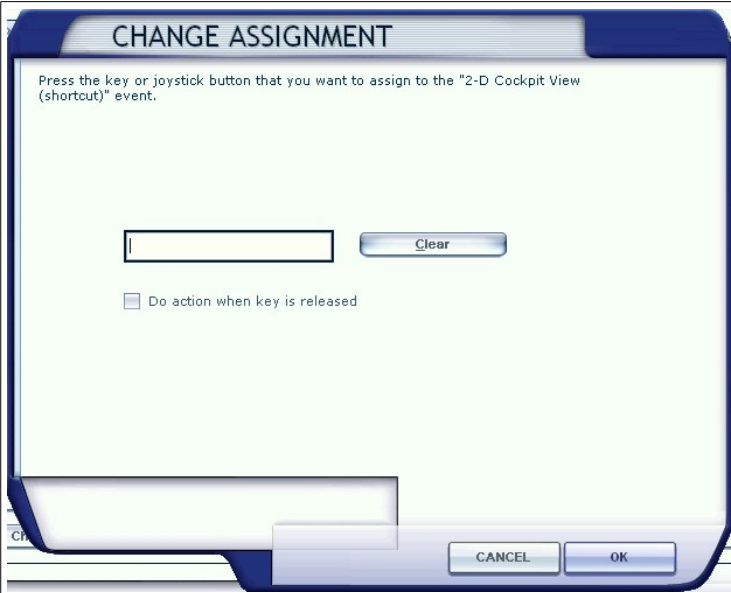 CHANGE ASSIGNMENT
Press the key or joystick button that you want to assign to the "2-D Cockpit View
(shortcut)" event.
Clear
Do action when key is released
CANCEL
OK